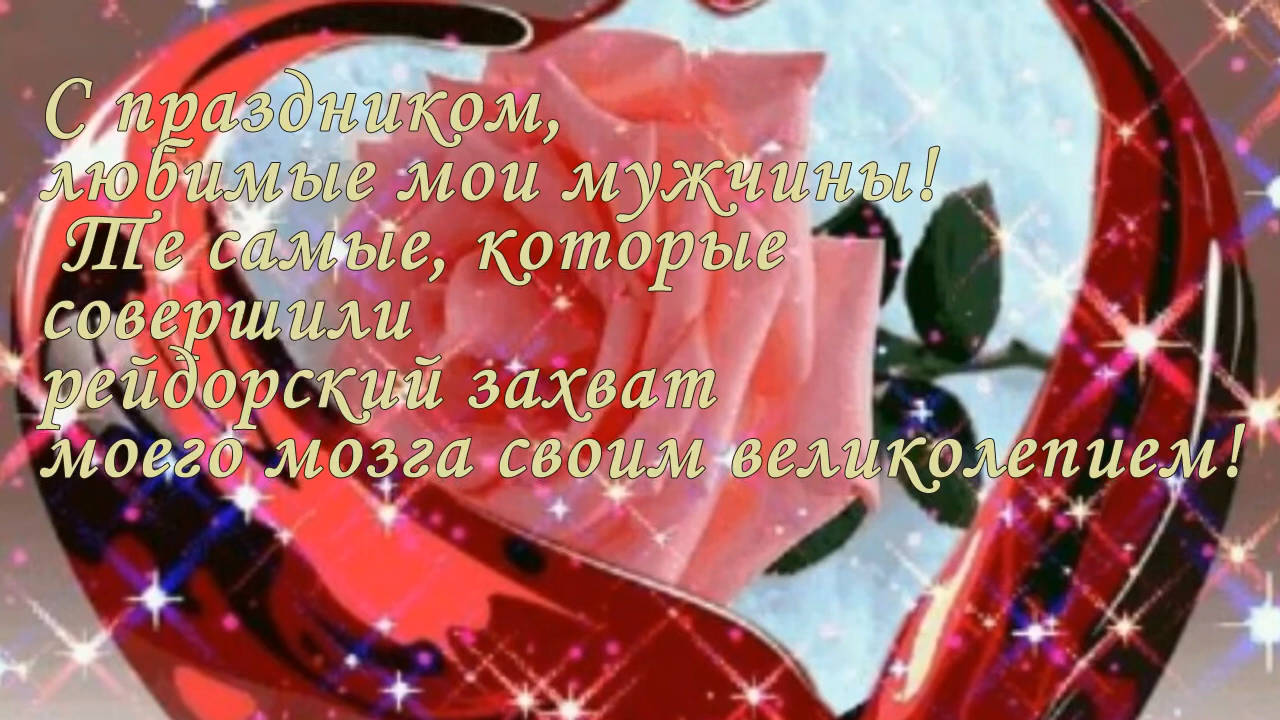 С праздником,
любимые мои мужчины!
Те самые, которые
совершили
рейдорский захват
моего мозга своим великолепием!